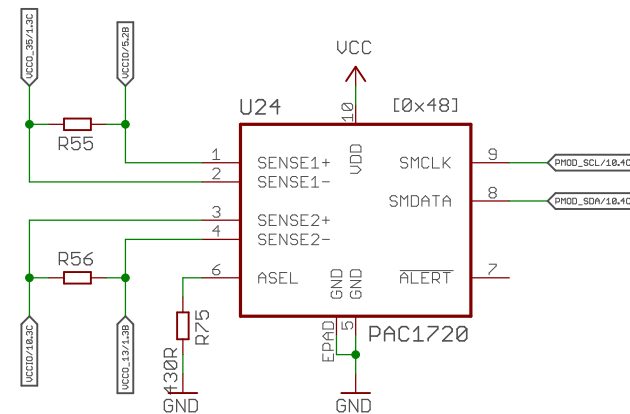 VCCO_35/1.3C
VCCIO/5.2B
VCC
U24
[0x48]
10
R55
1
SENSE1+
VDD
SMCLK
9
PMOD_SCL/10.4C
2
SENSE1-
3
SENSE2+
SMDATA
8
PMOD_SDA/10.4C
4
SENSE2-
R56
6
ASEL
GND
GND
ALERT
7
VCCIO/10.3C
VCCO_13/1.3B
430R
R75
EPAD
5
PAC1720
GND
GND